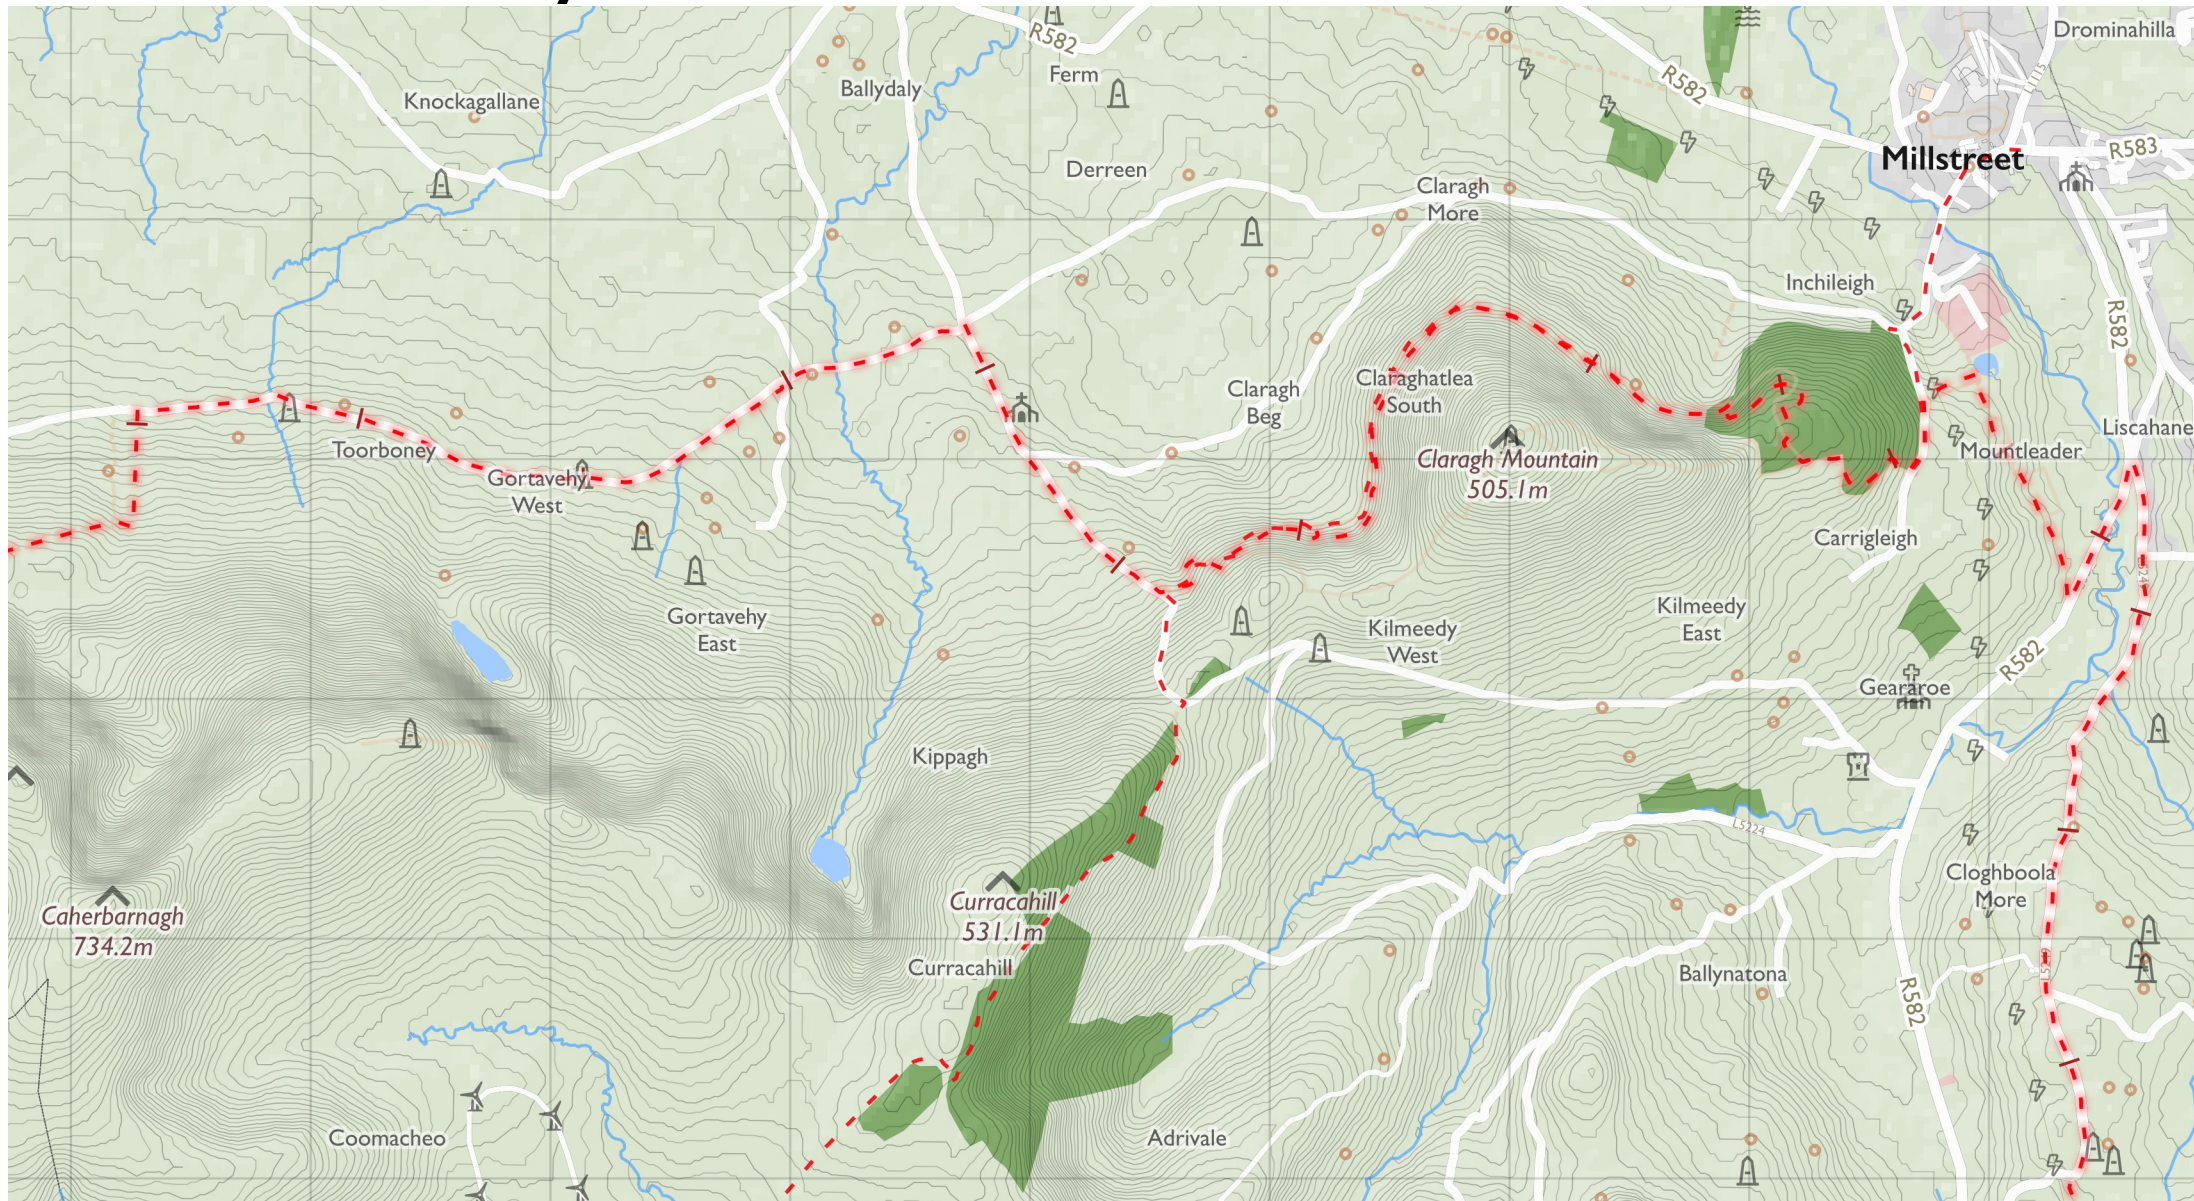 Drominahilla
R582
Ferm
R582
Ballydaly
Knockagallane
R583
Millstreet
Derreen
Claragh
More
Inchileigh
R582
Claragh
Beg
Claraghatlea
South
Liscahane
Toorboney
Mountleader
Gortavehy
West
Claragh Mountain
505.1m
Carrigleigh
Gortavehy
East
Kilmeedy
West
Kilmeedy
East
R582
Geararoe
Kippagh
L5224
Cloghboola
More
Curracahill
531.1m
Caherbarnagh
734.2m
Curracahill
Ballynatona
R582
Coomacheo
Adrivale